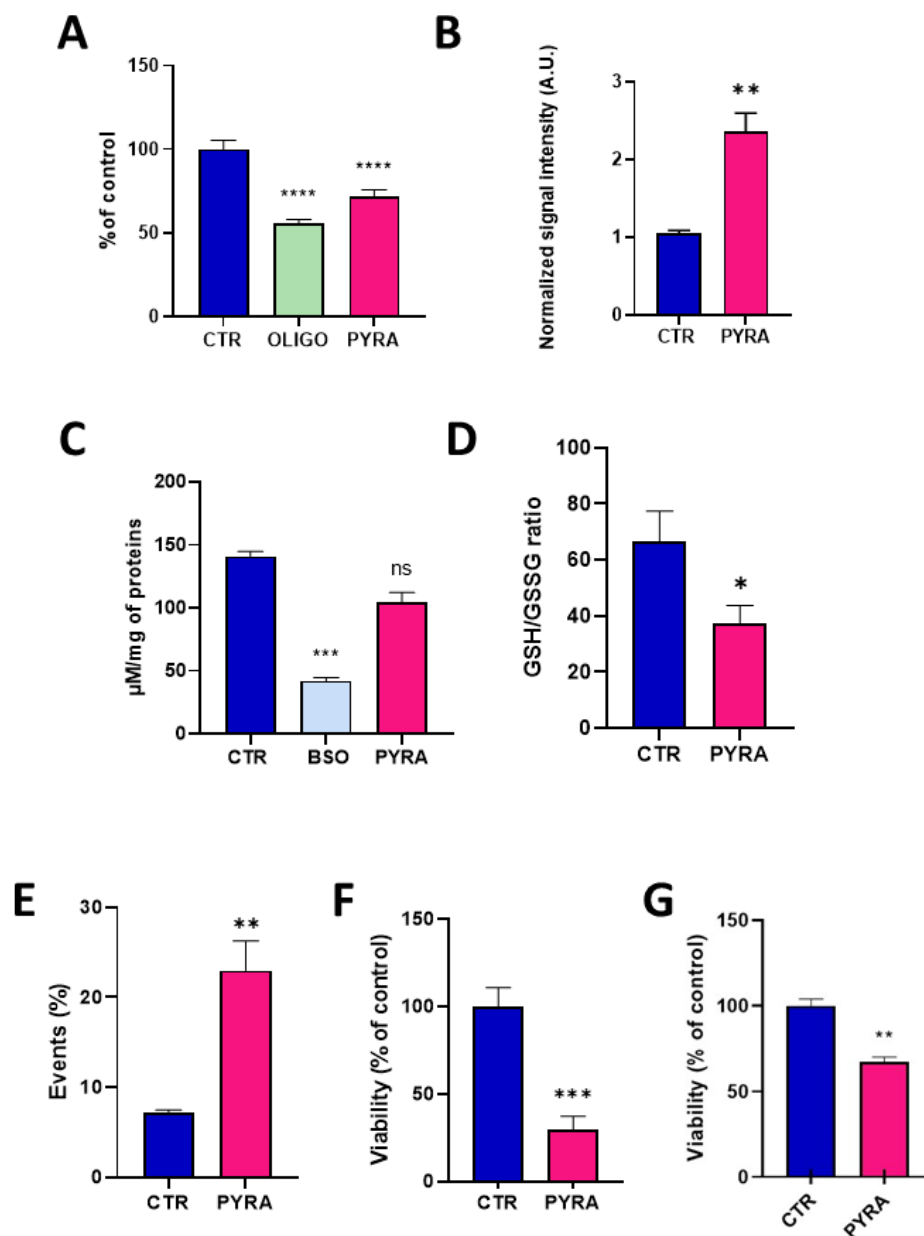 A
% of control
150
100
50
0
****
****
CTR OLIGO PYRA
B
Normalized signal intensity (A.U.)
3
2
1
0
**
CTR PYRA
C
µM/mg of proteins
200
150
100
50
0
***
ns
CTR BSO PYRA
D
GSH/GSSG ratio
100
80
60
40
20
0
*
CTR PYRA
E
Events (%)
30
20
10
0
**
CTR PYRA
F
Viability (% of control)
150
100
50
0
***
CTR PYRA
G
Viability (% of control)
150
100
50
0
**
CTR PYRA